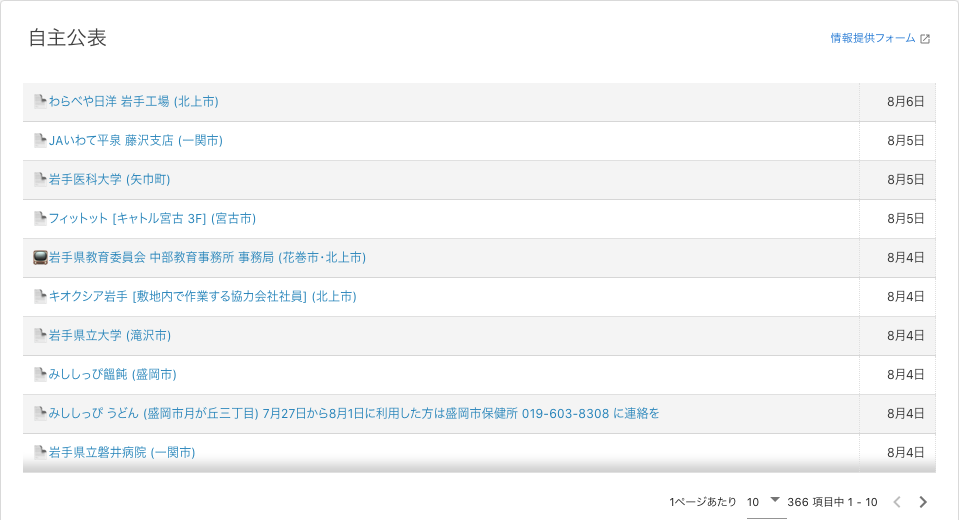 自主公表
情報提供フォーム
わらべや日洋 岩手工場 (北上市) 8月6日
JAいわて平泉 藤沢支店 (一関市) 8月5日
岩手医科大学 (矢巾町) 8月5日
フィットット [キャトル宮古 3F] (宮古市) 8月5日
岩手県教育委員会 中部教育事務所 事務局 (花巻市・北上市) 8月4日
キオクシア岩手 [敷地内で作業する協力会社社員] (北上市) 8月4日
岩手県立大学 (滝沢市) 8月4日
みししっぴ饂飩 (盛岡市) 8月4日
みししっぴ うどん (盛岡市月が丘三丁目) 7月27日から8月1日に利用した方は盛岡市保健所 019-603-8308 に連絡を 8月4日
岩手県立磐井病院 (一関市) 8月4日
1ページあたり 10 366 項目中 1 - 10